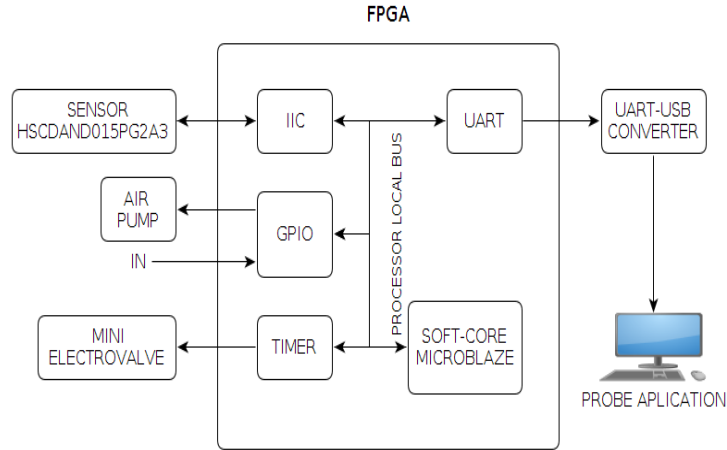 FPGA
SENSOR
HSCDAND015PG2A3
IIC
UART
UART-USB
CONVERTER
AIR
PUMP
GPIO
IN
PROCESSOR LOCAL BUS
MINI
ELECTROVALVE
TIMER
SOFT-CORE
MICROBLAZE
PROBE APLICATION